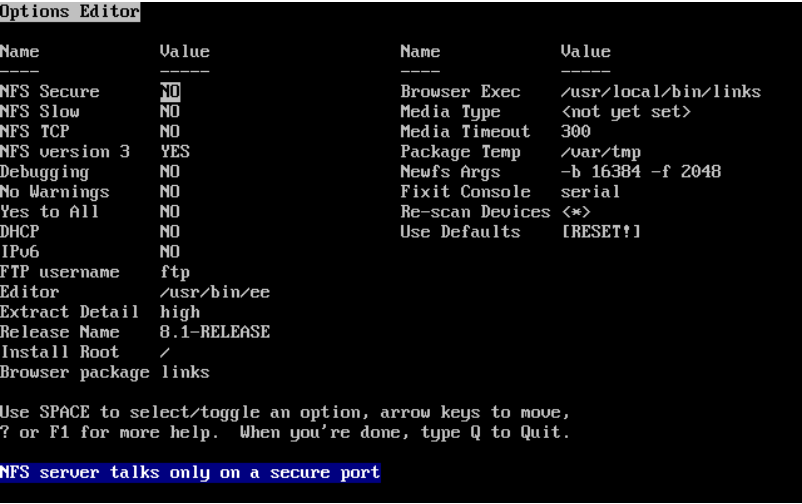 Options Editor
Name Value Name Value
---- ----- ---- -----
NFS Secure NO Browser Exec /usr/local/bin/links
NFS Slow NO Media Type <not yet set>
NFS TCP NO Media Timeout 300
NFS version 3 YES Package Temp /var/tmp
Debugging NO Newfs Args -b 16384 -f 2048
No Warnings NO Fixit Console serial
Yes to All NO Re-scan Devices <*>
DHCP NO Use Defaults [RESET!]
IPv6 NO
FTP username ftp
Editor /usr/bin/ee
Extract Detail high
Release Name 8.1-RELEASE
Install Root /
Browser package links
Use SPACE to select/toggle an option, arrow keys to move,
? or F1 for more help. When you're done, type Q to Quit.
NFS server talks only on a secure port